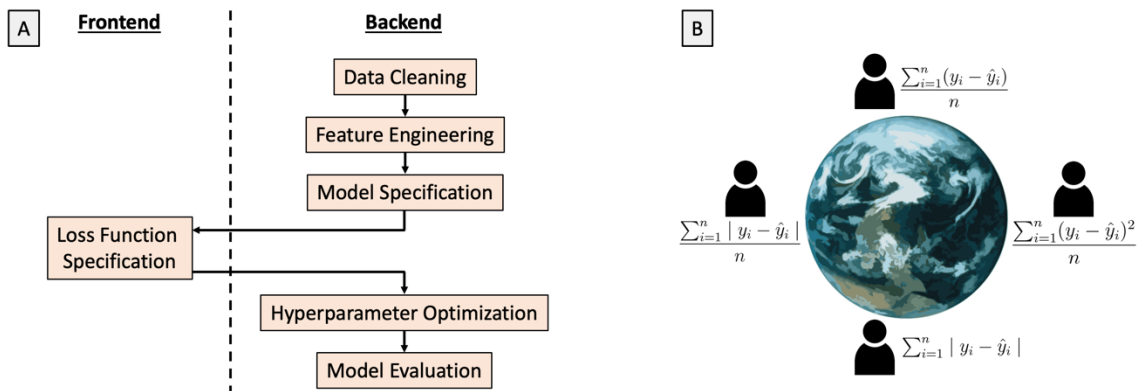 A
Frontend
Backend
Data Cleaning
Feature Engineering
Model Specification
Loss Function
Specification
Hyperparameter Optimization
Model Evaluation
B
\frac{\sum_{i=1}^{n}(y_i - \hat{y}_i)}{n}
\frac{\sum_{i=1}^{n} | y_i - \hat{y}_i |}{n}
\frac{\sum_{i=1}^{n}(y_i - \hat{y}_i)^2}{n}
\sum_{i=1}^{n} | y_i - \hat{y}_i |